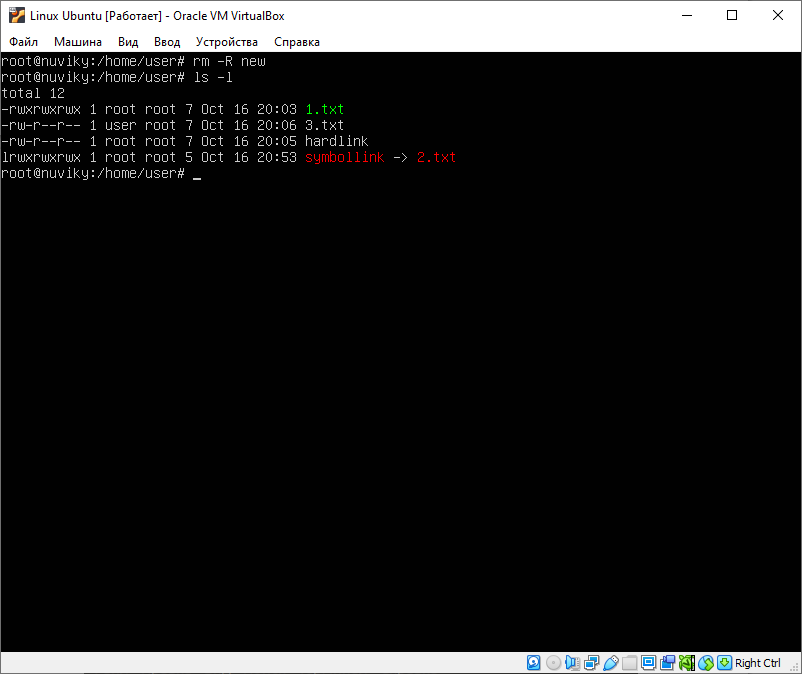 Linux Ubuntu [Работает] - Oracle VM VirtualBox
Файл Машина Вид Ввод Устройства Справка
root@nuviky:/home/user# rm -R new
root@nuviky:/home/user# ls -l
total 12
-rwxrwxrwx 1 root root 7 Oct 16 20:03 1.txt
-rw-r--r-- 1 user root 7 Oct 16 20:06 3.txt
-rw-r--r-- 1 root root 7 Oct 16 20:05 hardlink
lrwxrwxrwx 1 root root 5 Oct 16 20:53 symbollink -> 2.txt
root@nuviky:/home/user# _
Right Ctrl